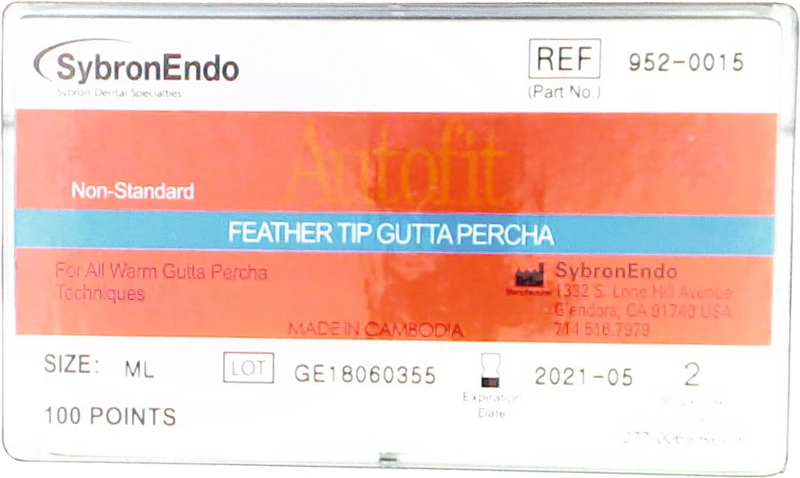 SybronEndo
Sybron Dental Specialties
REF 952-0015
(Part No.)
Autofit
Non-Standard
FEATHER TIP GUTTA PERCHA
For All Warm Gutta Percha
Techniques
SybronEndo
Manufacturer
1332 S. Lone Hill Avenue
Glendora, CA 91740 USA
714.516.7979
MADE IN CAMBODIA
SIZE: ML LOT GE18060355 2021-05 2
Expiration
Date
100 POINTS